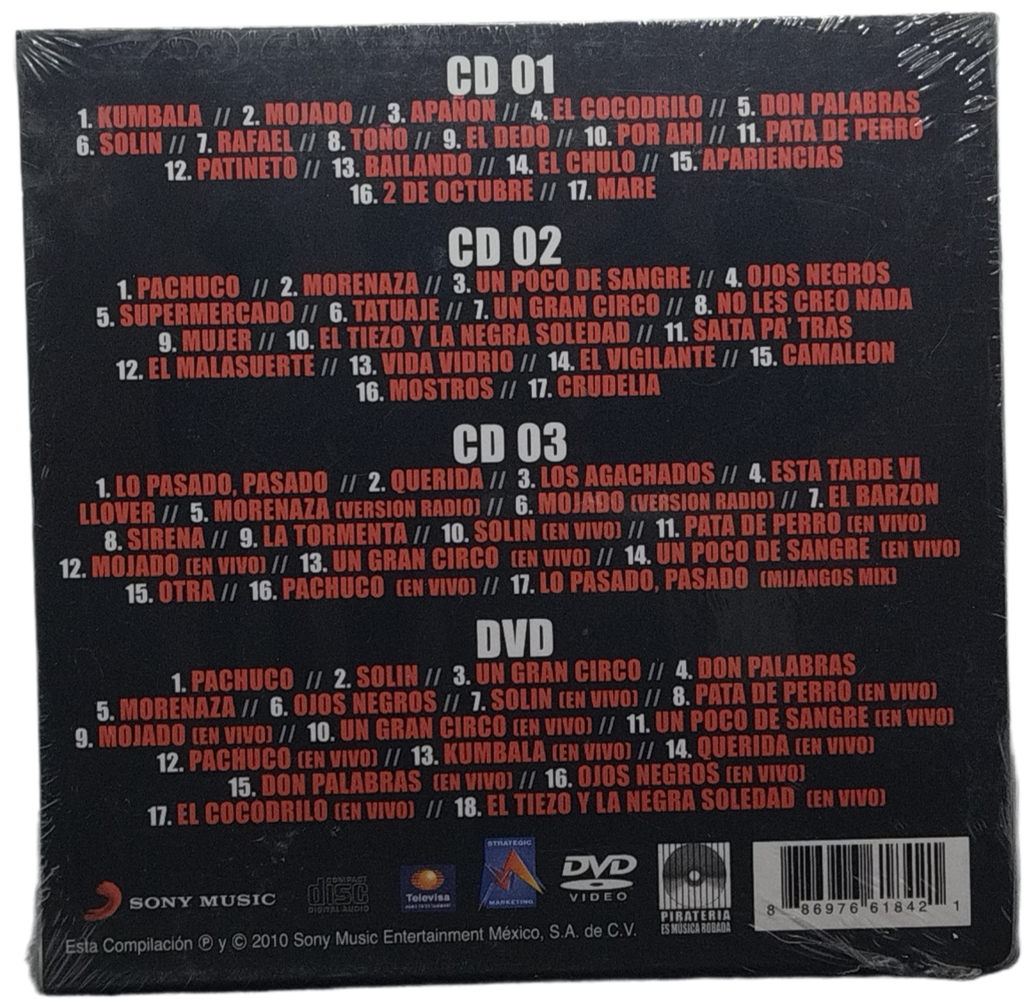 CD 01
1. KUMBALA // 2. MOJADO // 3. APAÑON // 4. EL COCODRILO // 5. DON PALABRAS
6. SOLIN // 7. RAFAEL // 8. TOÑO // 9. EL DEDO // 10. POR AHI // 11. PATA DE PERRO
12. PATINETO // 13. BAILANDO // 14. EL CHULO // 15. APARIENCIAS
16. 2 DE OCTUBRE // 17. MARE
CD 02
1. PACHUCO // 2. MORENAZA // 3. UN POCO DE SANGRE // 4. OJOS NEGROS
5. SUPERMERCADO // 6. TATUAJE // 7. UN GRAN CIRCO // 8. NO LES CREO NADA
9. MUJER // 10. EL TIEZO Y LA NEGRA SOLEDAD // 11. SALTA PA' TRAS
12. EL MALASUERTE // 13. VIDA VIDRIO // 14. EL VIGILANTE // 15. CAMALEON
16. MOSTROS // 17. CRUDELIA
CD 03
1. LO PASADO, PASADO // 2. QUERIDA // 3. LOS AGACHADOS // 4. ESTA TARDE VI
LLOVER // 5. MORENAZA (VERSION RADIO) // 6. MOJADO (VERSION RADIO) // 7. EL BARZON
8. SIRENA // 9. LA TORMENTA // 10. SOLIN (EN VIVO) // 11. PATA DE PERRO (EN VIVO)
12. MOJADO (EN VIVO) // 13. UN GRAN CIRCO (EN VIVO) // 14. UN POCO DE SANGRE (EN VIVO)
15. OTRA // 16. PACHUCO (EN VIVO) // 17. LO PASADO, PASADO (MIJANGOS MIX)
DVD
1. PACHUCO // 2. SOLIN // 3. UN GRAN CIRCO // 4. DON PALABRAS
5. MORENAZA // 6. OJOS NEGROS // 7. SOLIN (EN VIVO) // 8. PATA DE PERRO (EN VIVO)
9. MOJADO (EN VIVO) // 10. UN GRAN CIRCO (EN VIVO) // 11. UN POCO DE SANGRE (EN VIVO)
12. PACHUCO (EN VIVO) // 13. KUMBALA (EN VIVO) // 14. QUERIDA (EN VIVO)
15. DON PALABRAS (EN VIVO) // 16. OJOS NEGROS (EN VIVO)
17. EL COCODRILO (EN VIVO) // 18. EL TIEZO Y LA NEGRA SOLEDAD (EN VIVO)
SONY MUSIC
COMPACT
disc
DIGITAL AUDIO
Televisa
STRATEGIC
MARKETING
DVD
VIDEO
PIRATERIA
ES MÚSICA ROBADA
8 86976 61842 1
Esta Compilación ℗ y © 2010 Sony Music Entertainment México, S.A. de C.V.